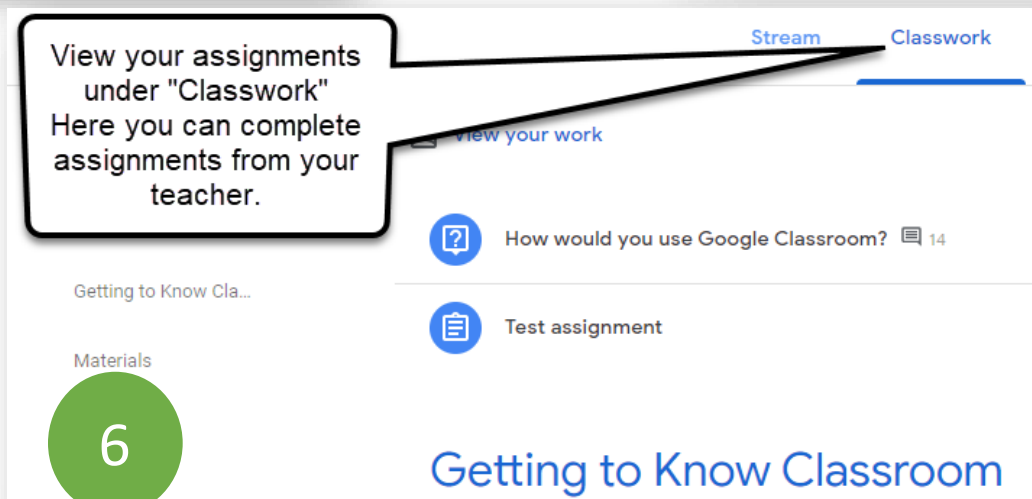 View your assignments
under "Classwork"
Here you can complete
assignments from your
teacher.
Stream
Classwork
View your work
How would you use Google Classroom? 14
Getting to Know Cla...
Test assignment
Materials
6
Getting to Know Classroom